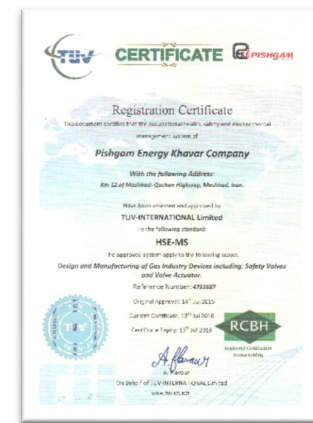 TUV
CERTIFICATE
PISHGAM
Registration Certificate
This document certifies that the occupational health, safety and environmental
management system of
Pishgam Energy Khavar Company
With the following Address:
Km 12 of Mashhad- Quchan Highway, Mashhad, Iran.
Have been assessed and approved by
TUV-INTERNATIONAL Limited
To the following standard:
HSE-MS
The approved system apply to the following scope.
Design and Manufacturing of Gas Industry Devices including: Safety Valves
and Valve Actuator.
Reference Number: 4792687
Original Approval: 14th Jul 2015
Current Certificate: 13th Jul 2016
Certificate Expiry: 13th Jul 2018
RCBH
On Behalf of TUV-INTERNATIONAL Limited